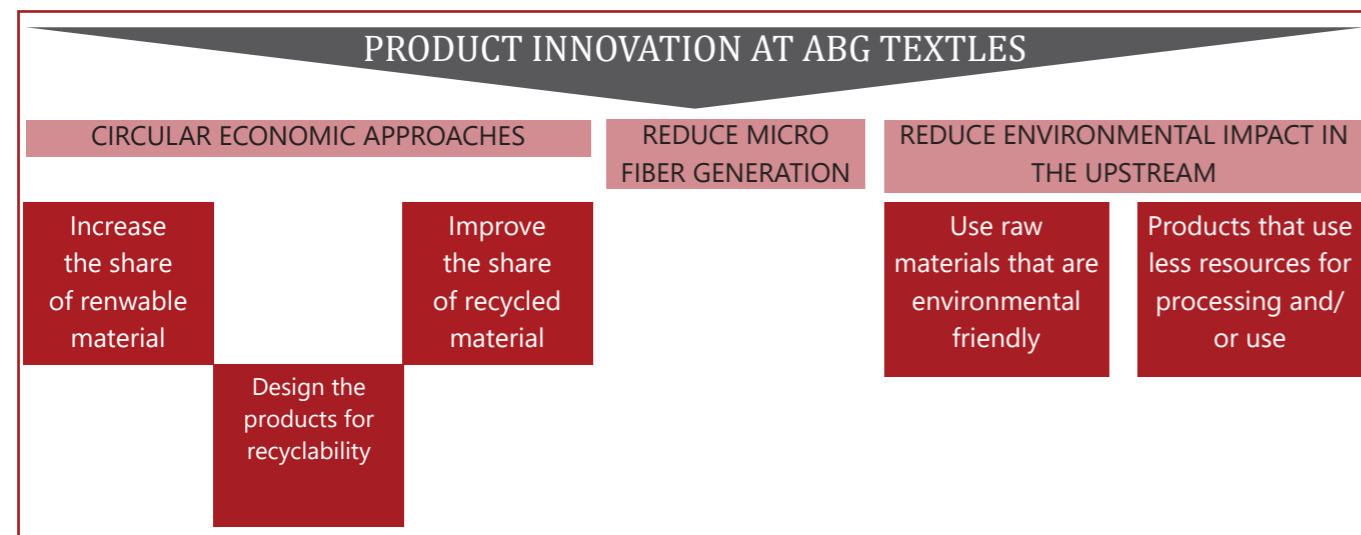 PRODUCT INNOVATION AT ABG TEXTLES
CIRCULAR ECONOMIC APPROACHES
Increase
the share
of renwable
material
Design the
products for
recyclability
Improve
the share
of recycled
material
REDUCE MICRO
FIBER GENERATION
REDUCE ENVIRONMENTAL IMPACT IN
THE UPSTREAM
Use raw
materials that are
environmental
friendly
Products that use
less resources for
processing and/
or use